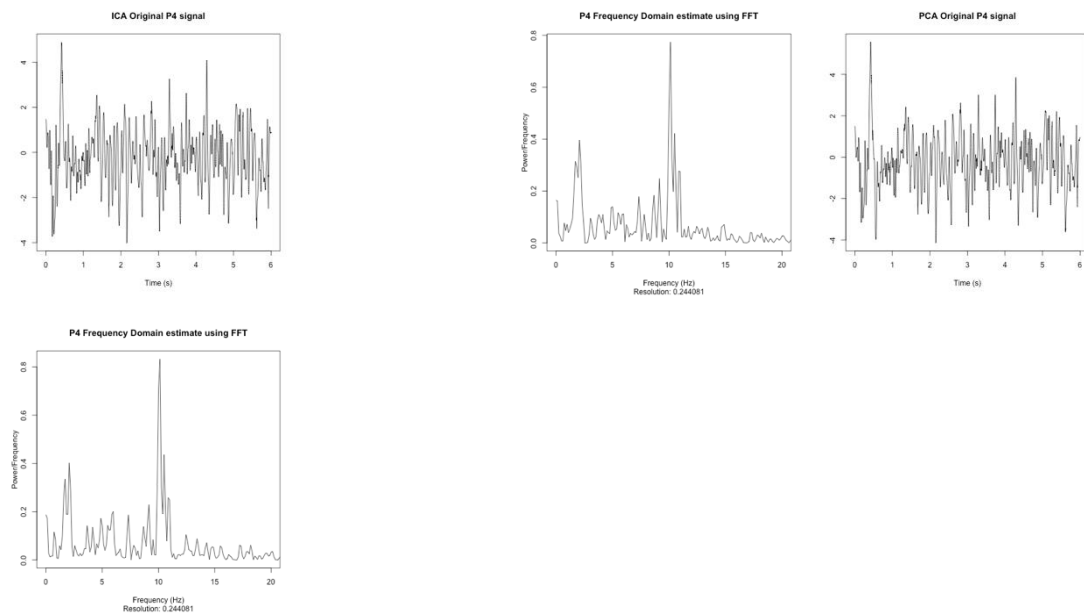 ICA Original P4 signal
4
2
0
-2
-4
0 1 2 3 4 5 6
Time (s)
P4 Frequency Domain estimate using FFT
Power/Frequency
0.8
0.6
0.4
0.2
0.0
0 5 10 15 20
Frequency (Hz)
Resolution: 0.244081
PCA Original P4 signal
4
2
0
-2
-4
0 1 2 3 4 5 6
Time (s)
P4 Frequency Domain estimate using FFT
Power/Frequency
0.8
0.6
0.4
0.2
0.0
0 5 10 15 20
Frequency (Hz)
Resolution: 0.244081